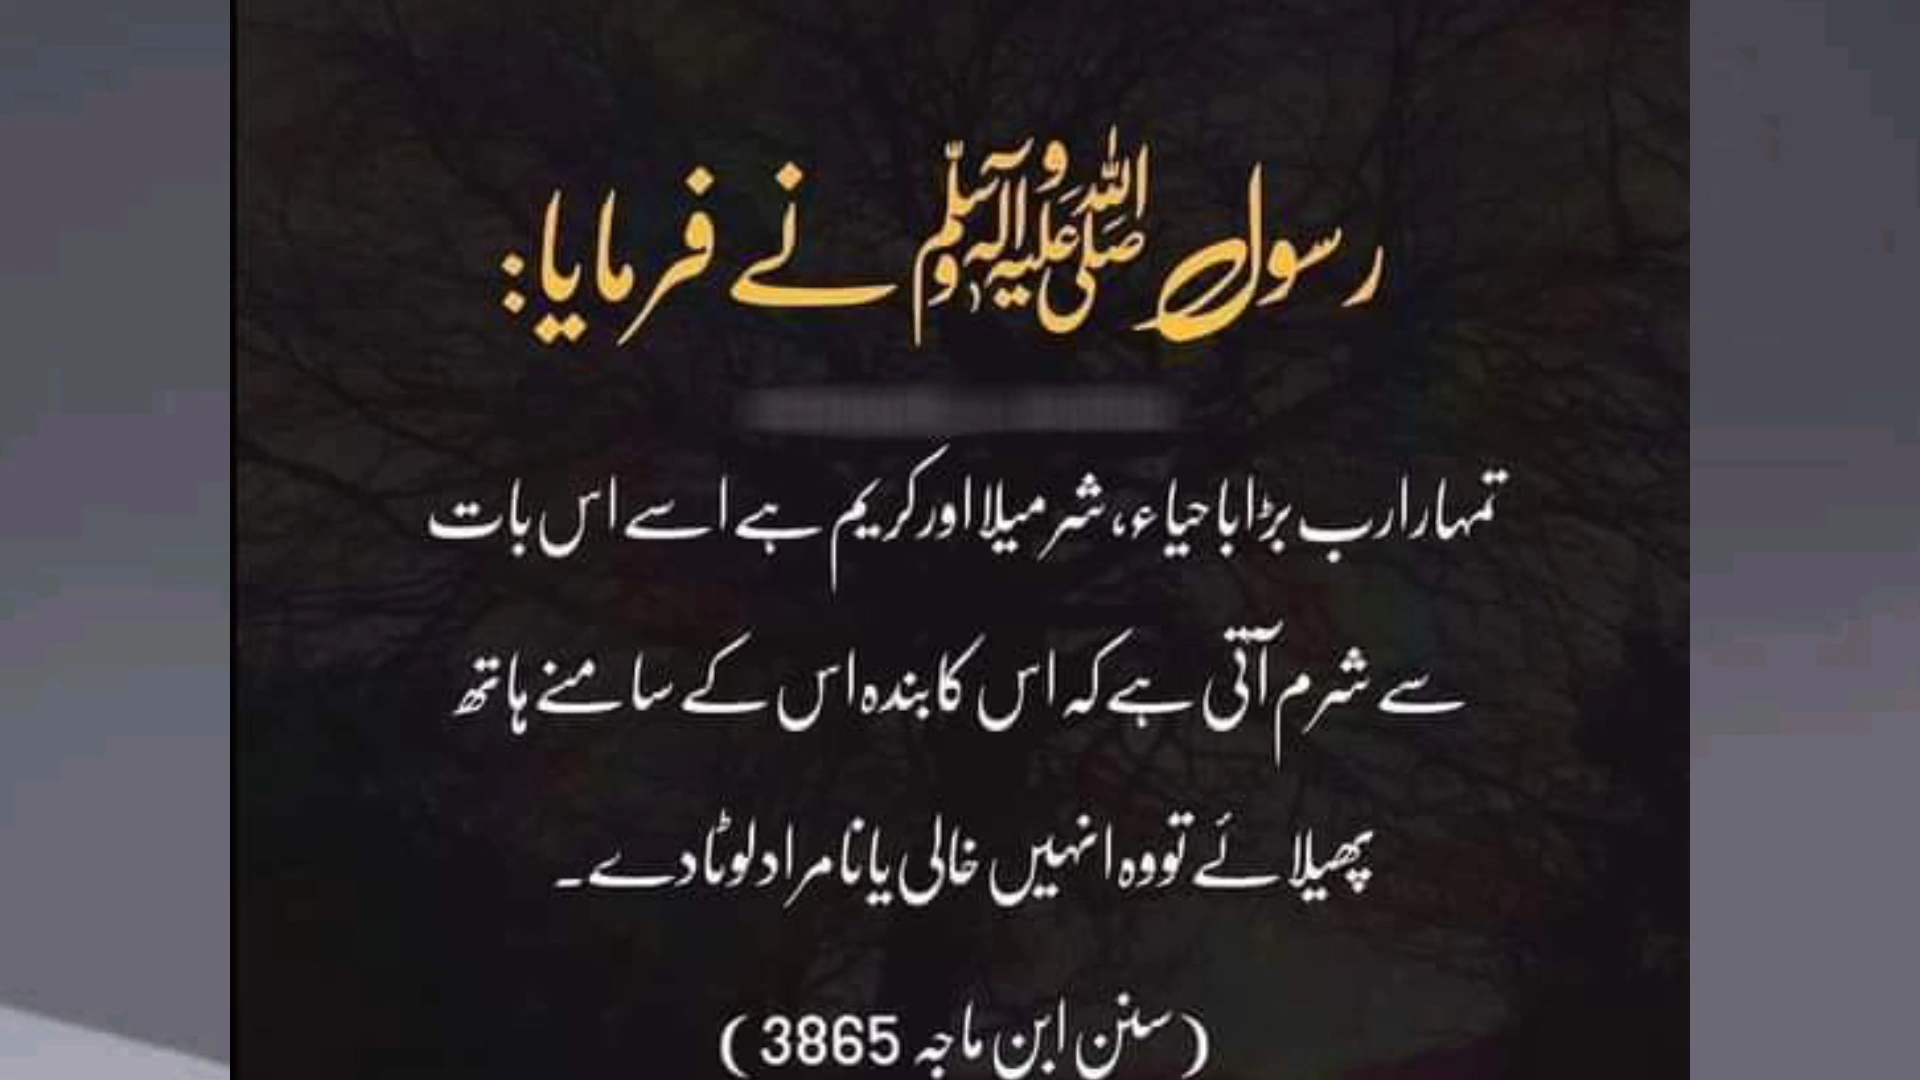 رسول اللہ صلی اللہ علیہ وآلہ وسلم نے فرمایا:
تمہارا رب بڑا باحیاء، شرمیلا اور کریم ہے اسے اس بات
سے شرم آتی ہے کہ اس کا بندہ اس کے سامنے ہاتھ
پھیلائے تو وہ انہیں خالی یا نامراد لوٹا دے۔
(سنن ابن ماجہ 3865)